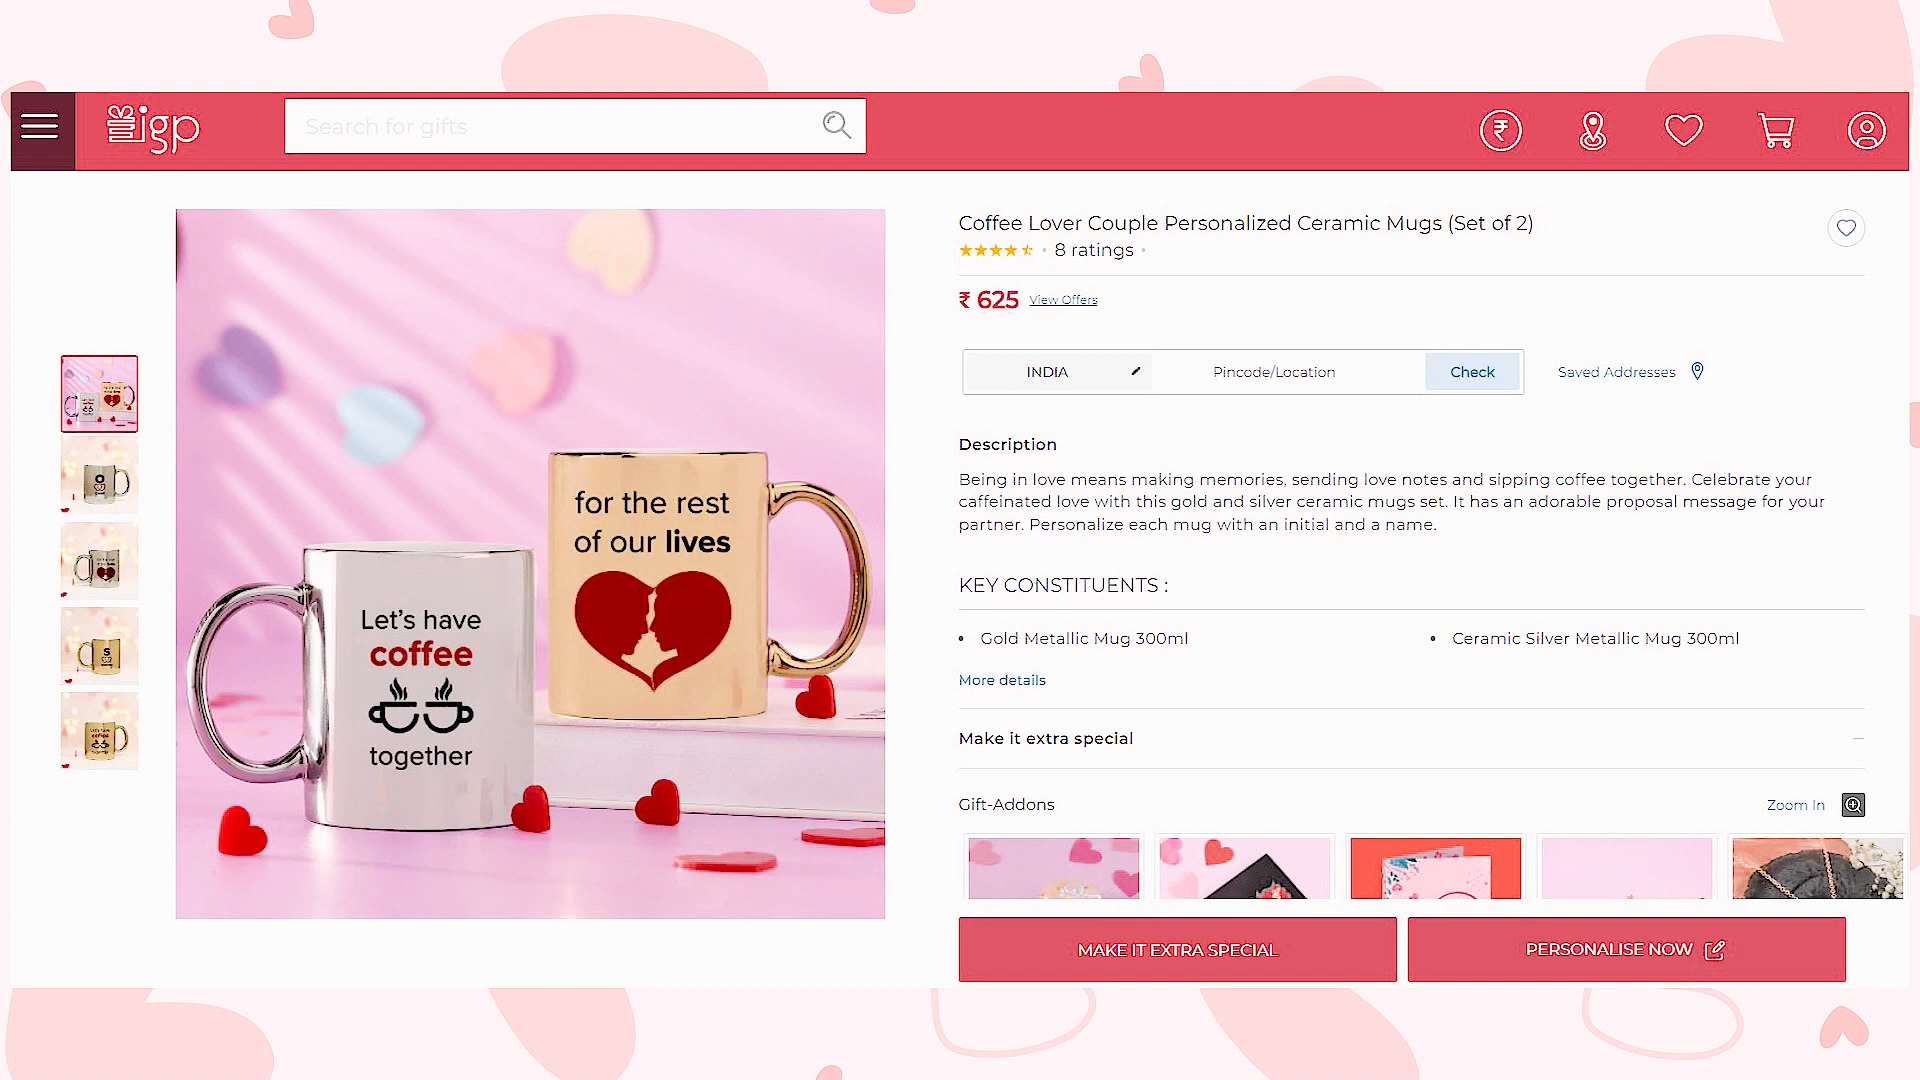 igp
Search for gifts
Coffee Lover Couple Personalized Ceramic Mugs (Set of 2)
8 ratings
₹ 625 View Offers
INDIA Pincode/Location Check Saved Addresses
Description
Being in love means making memories, sending love notes and sipping coffee together. Celebrate your
caffeinated love with this gold and silver ceramic mugs set. It has an adorable proposal message for your
partner. Personalize each mug with an initial and a name.
KEY CONSTITUENTS :
• Gold Metallic Mug 300ml
• Ceramic Silver Metallic Mug 300ml
More details
Make it extra special
Gift-Addons Zoom In
MAKE IT EXTRA SPECIAL
PERSONALISE NOW
for the rest
of our lives
Let's have
coffee
together